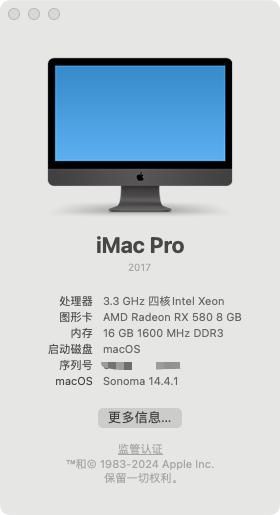 iMac Pro
2017
处理器 3.3 GHz 四核Intel Xeon
图形卡 AMD Radeon RX 580 8 GB
内存 16 GB 1600 MHz DDR3
启动磁盘 macOS
序列号
macOS Sonoma 14.4.1
更多信息...
监管认证
™和© 1983-2024 Apple Inc.
保留一切权利。